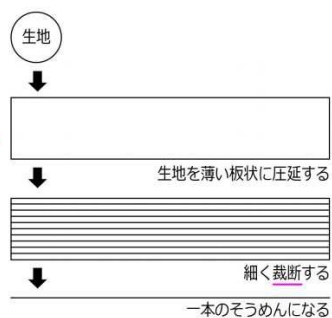 生地
生地を薄い板状に圧延する
細く裁断する
一本のそうめんになる